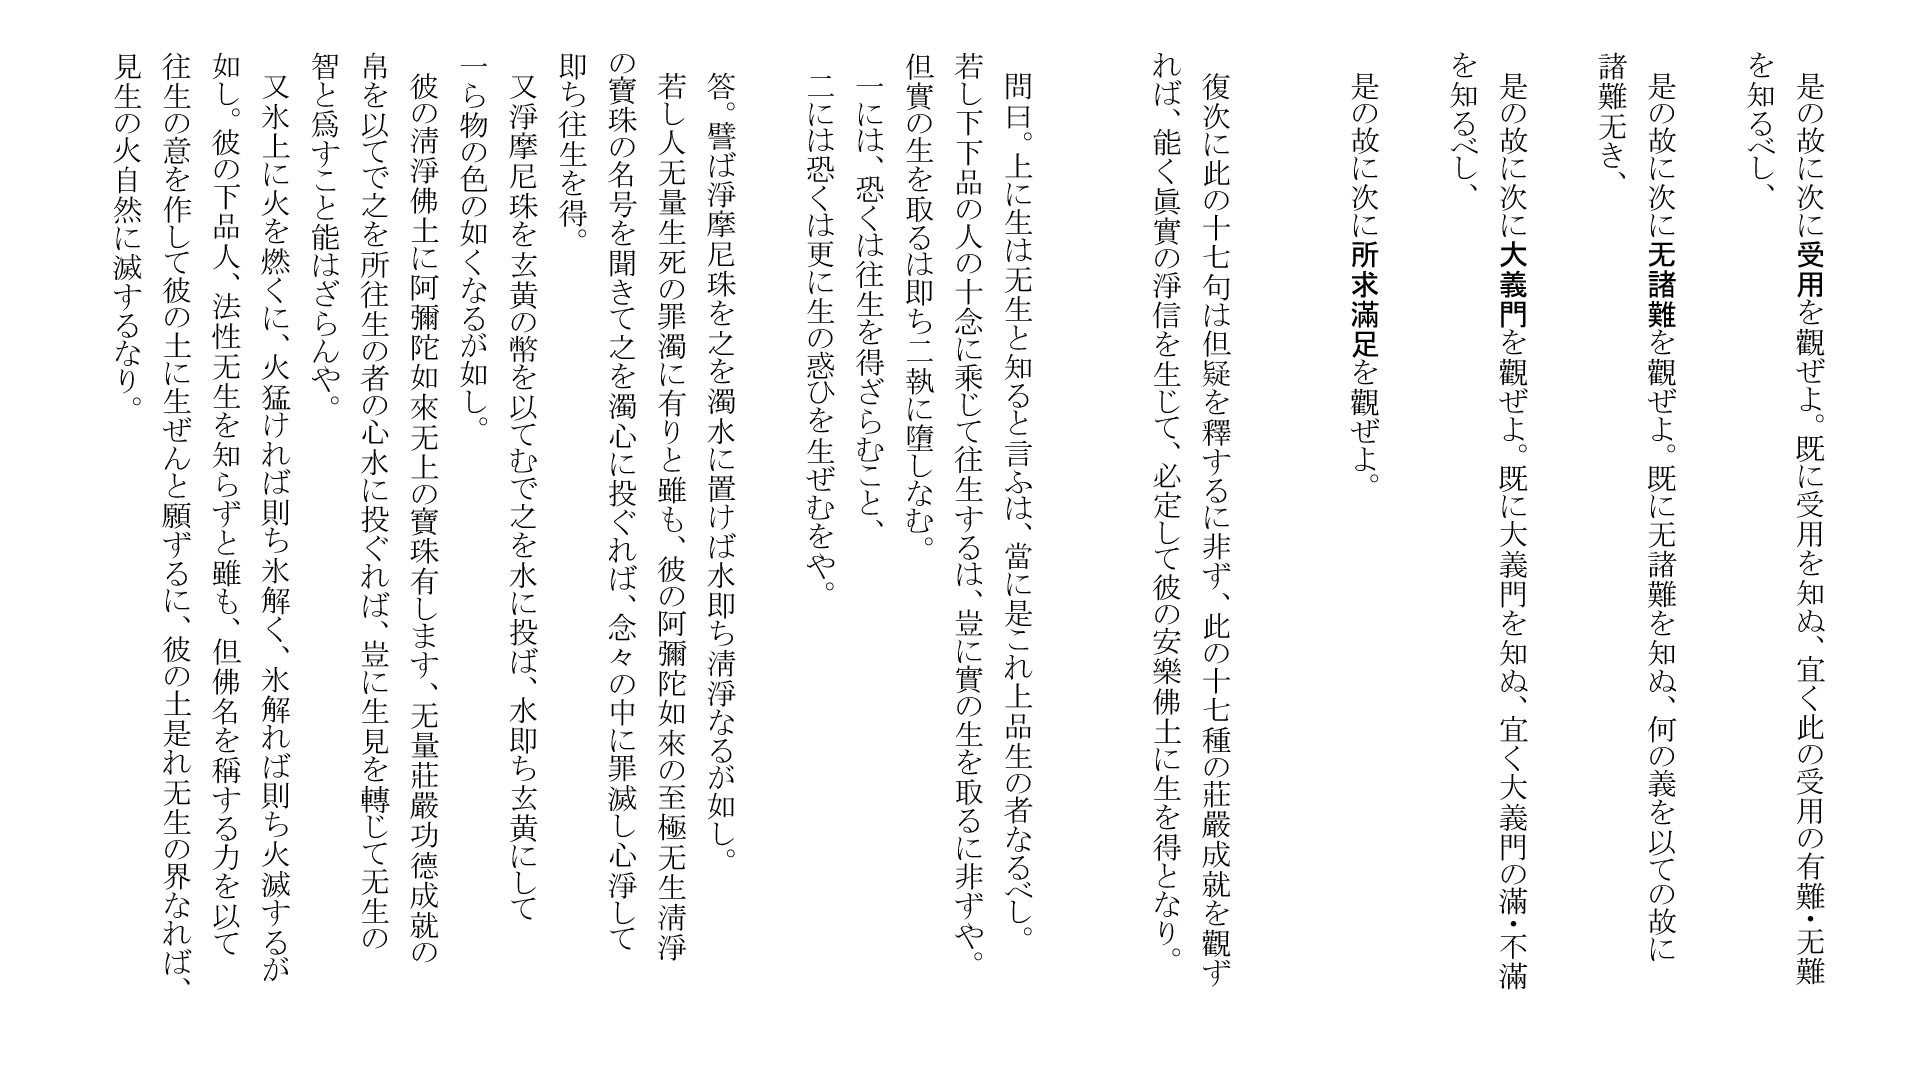 是の故に次に受用を觀ぜよ。既に受用を知ぬ、宜く此の受用の有難・无難
を知るべし、
是の故に次に无諸難を觀ぜよ。既に无諸難を知ぬ、何の義を以ての故に
諸難无き、
是の故に次に大義門を觀ぜよ。既に大義門を知ぬ、宜く大義門の滿・不滿
を知るべし、
是の故に次に所求滿足を觀ぜよ。
復次に此の十七句は但疑を釋するに非ず、此の十七種の莊嚴成就を觀ず
れば、能く眞實の淨信を生じて、必定して彼の安樂佛土に生を得となり。
問曰。上に生は无生と知ると言ふは、當に是これ上品生の者なるべし。
若し下下品の人の十念に乘じて往生するは、豈に實の生を取るに非ずや。
但實の生を取るは即ち二執に墮しなむ。
一には、恐くは往生を得ざらむこと、
二には恐くは更に生の惑ひを生ぜむをや。
答。譬ば淨摩尼珠を之を濁水に置けば水即ち淸淨なるが如し。
若し人无量生死の罪濁に有りと雖も、彼の阿彌陀如來の至極无生淸淨
の寶珠の名号を聞きて之を濁心に投ぐれば、念々の中に罪滅し心淨して
即ち往生を得。
又淨摩尼珠を玄黄の幣を以てむで之を水に投ば、水即ち玄黄にして
一ら物の色の如くなるが如し。
彼の淸淨佛土に阿彌陀如來无上の寶珠有します、无量莊嚴功德成就の
帛を以てで之を所往生の者の心水に投ぐれば、豈に生見を轉じて无生の
智と爲すこと能はざらんや。
又氷上に火を燃くに、火猛ければ則ち氷解く、氷解れば則ち火滅するが
如し。彼の下品人、法性无生を知らずと雖も、但佛名を稱する力を以て
往生の意を作して彼の土に生ぜんと願ずるに、彼の土是れ无生の界なれば、
見生の火自然に滅するなり。